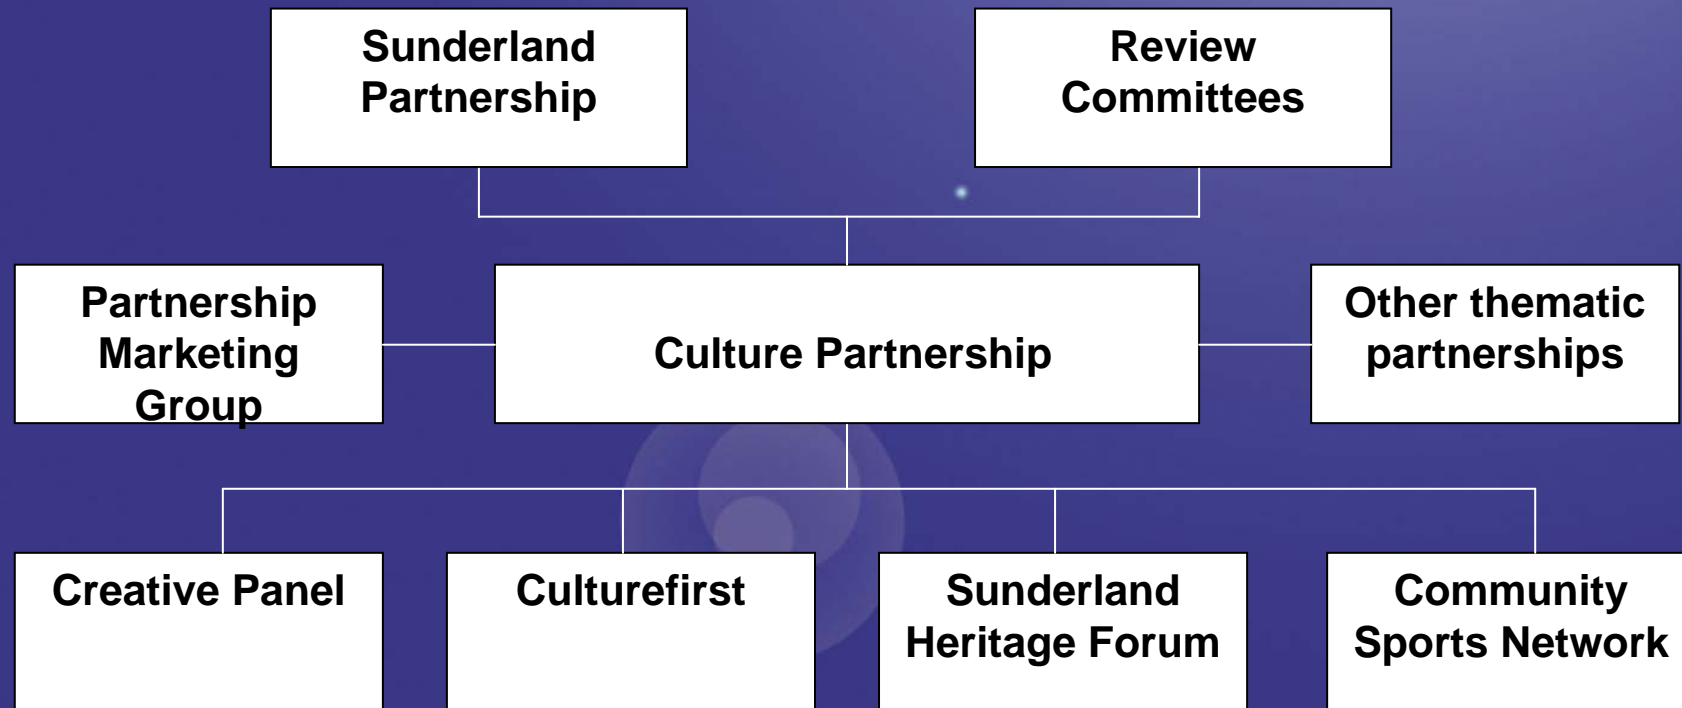 Sunderland
Partnership
Review
Committees
Partnership
Marketing
Group
Culture Partnership
Other thematic
partnerships
Creative Panel
Culturefirst
Sunderland
Heritage Forum
Community
Sports Network